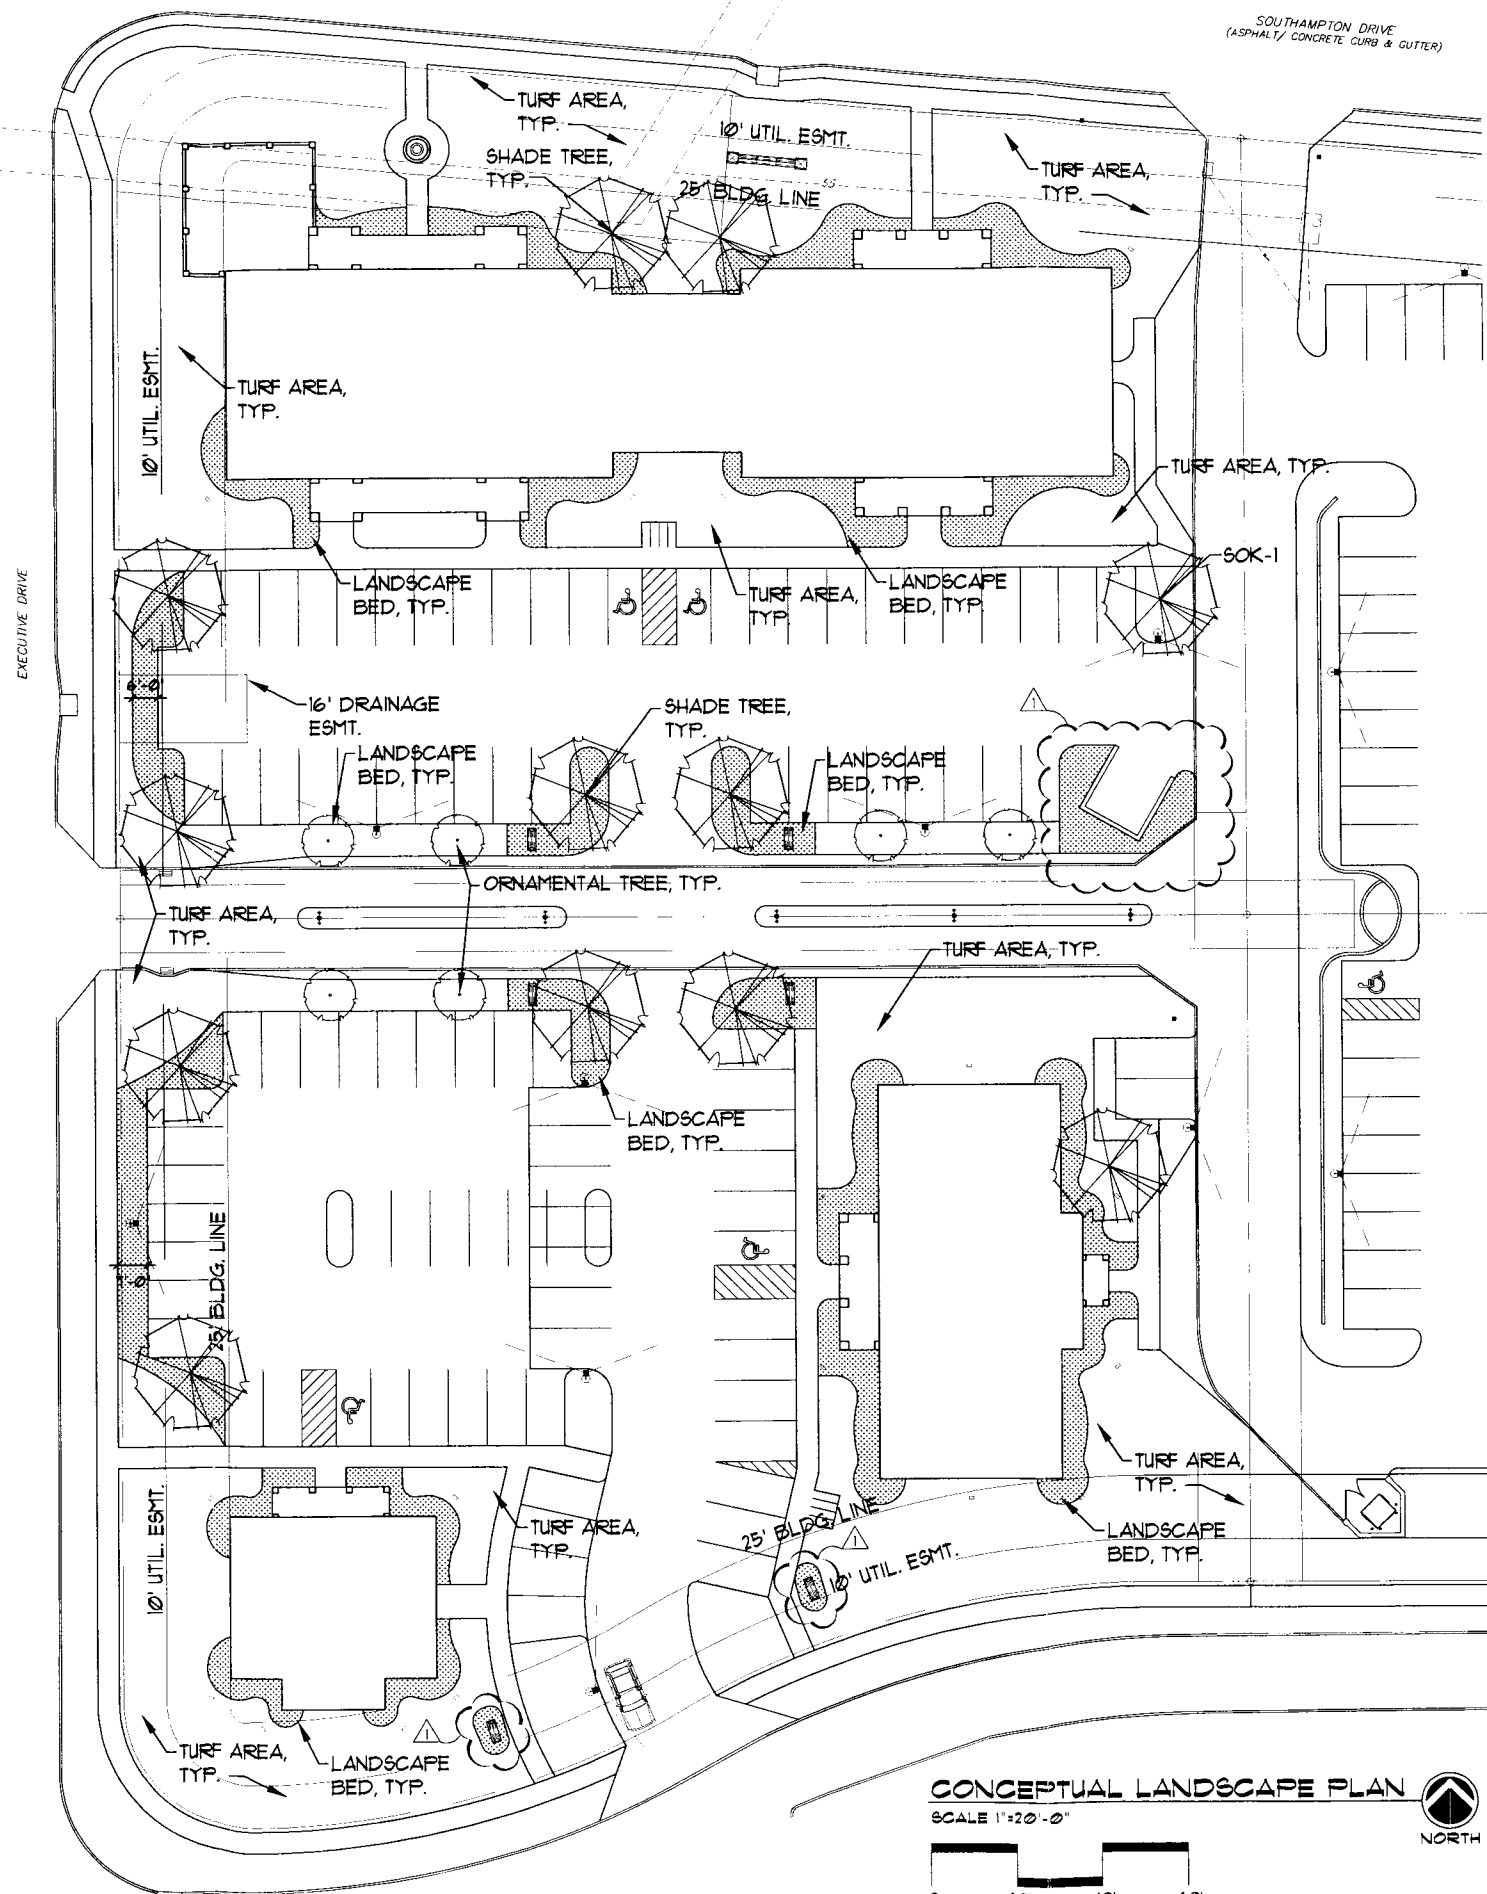 SOUTHAMPTON DRIVE
(ASPHALT/ CONCRETE CURB & GUTTER)
TURF AREA,
TYP.
10' UTIL. ESMT.
SHADE TREE,
TYP.
25' BLDG. LINE
SS
TURF AREA,
TYP.
10' UTIL. ESMT.
TURF AREA,
TYP.
TURF AREA, TYP.
SOK-1
EXECUTIVE DRIVE
LANDSCAPE
BED, TYP.
TURF AREA,
TYP.
LANDSCAPE
BED, TYP.
6'-0"
16' DRAINAGE
ESMT.
SHADE TREE,
TYP.
1
LANDSCAPE
BED, TYP.
LANDSCAPE
BED, TYP.
ORNAMENTAL TREE, TYP.
TURF AREA,
TYP.
TURF AREA, TYP.
LANDSCAPE
BED, TYP.
25' BLDG. LINE
TURF AREA,
TYP.
10' UTIL. ESMT.
TURF AREA,
TYP.
25' BLDG. LINE
1
10' UTIL. ESMT.
LANDSCAPE
BED, TYP.
1
TURF AREA,
TYP.
LANDSCAPE
BED, TYP.
CONCEPTUAL LANDSCAPE PLAN
SCALE 1"=20'-0"
NORTH